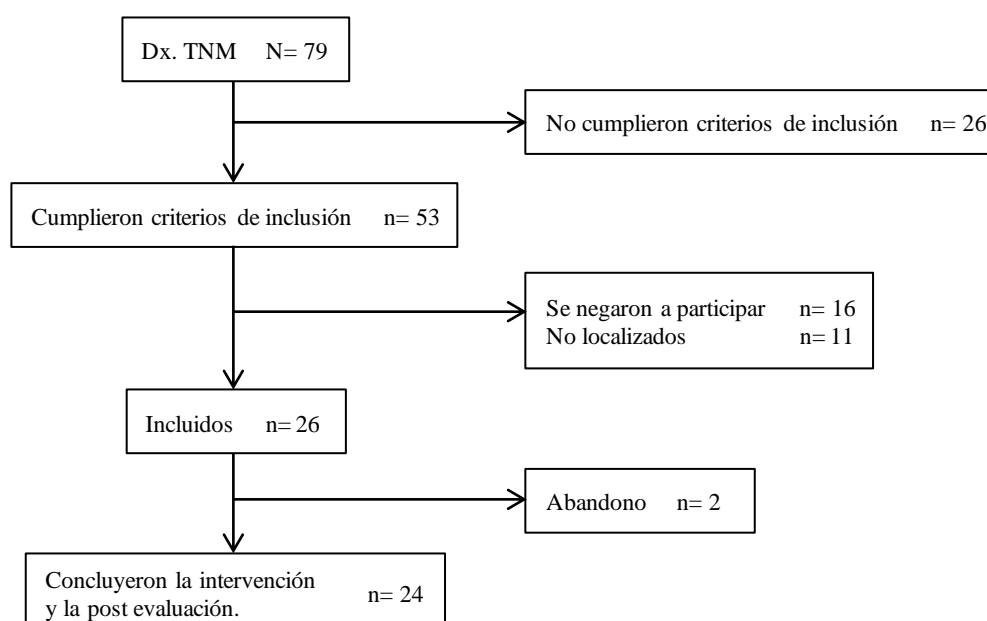 Dx. TNM N= 79
No cumplieron criterios de inclusión n= 26
Cumplieron criterios de inclusión n= 53
Se negaron a participar n= 16
No localizados n= 11
Incluidos n= 26
Abandono n= 2
Concluyeron la intervención
y la post evaluación. n= 24